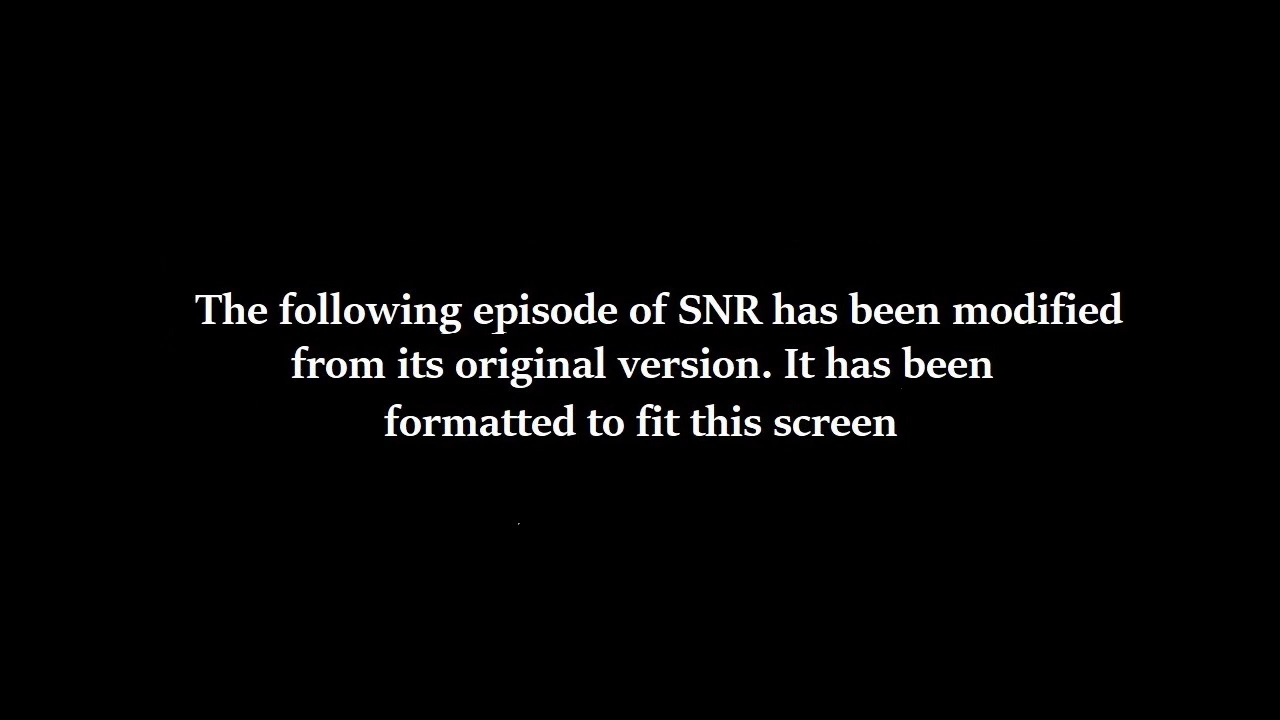 The following episode of SNR has been modified
from its original version. It has been
formatted to fit this screen